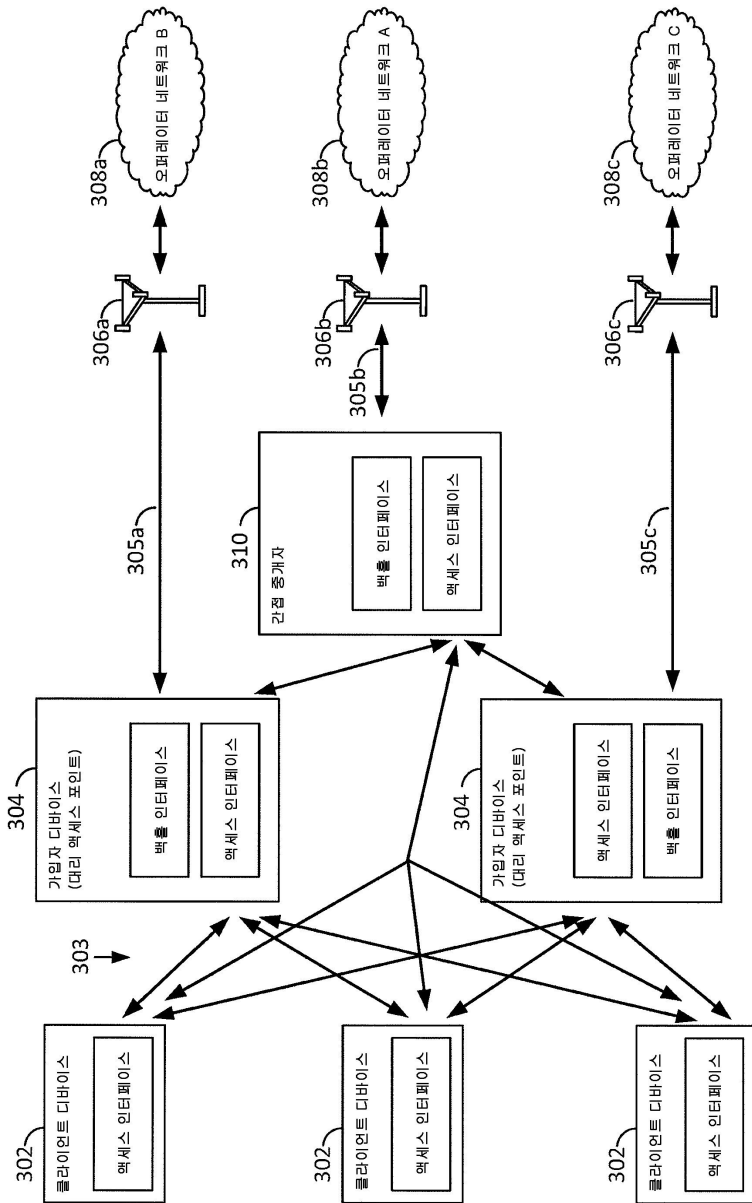 302
클라이언트 디바이스
액세스 인터페이스
302
클라이언트 디바이스
액세스 인터페이스
302
클라이언트 디바이스
액세스 인터페이스
303
304
가입자 디바이스
(대리 액세스 포인트)
백홀 인터페이스
액세스 인터페이스
304
가입자 디바이스
(대리 액세스 포인트)
액세스 인터페이스
백홀 인터페이스
310
간접 중개자
백홀 인터페이스
액세스 인터페이스
305a
305b
305c
306a
306b
306c
308a
오퍼레이터 네트워크 B
308b
오퍼레이터 네트워크 A
308c
오퍼레이터 네트워크 C